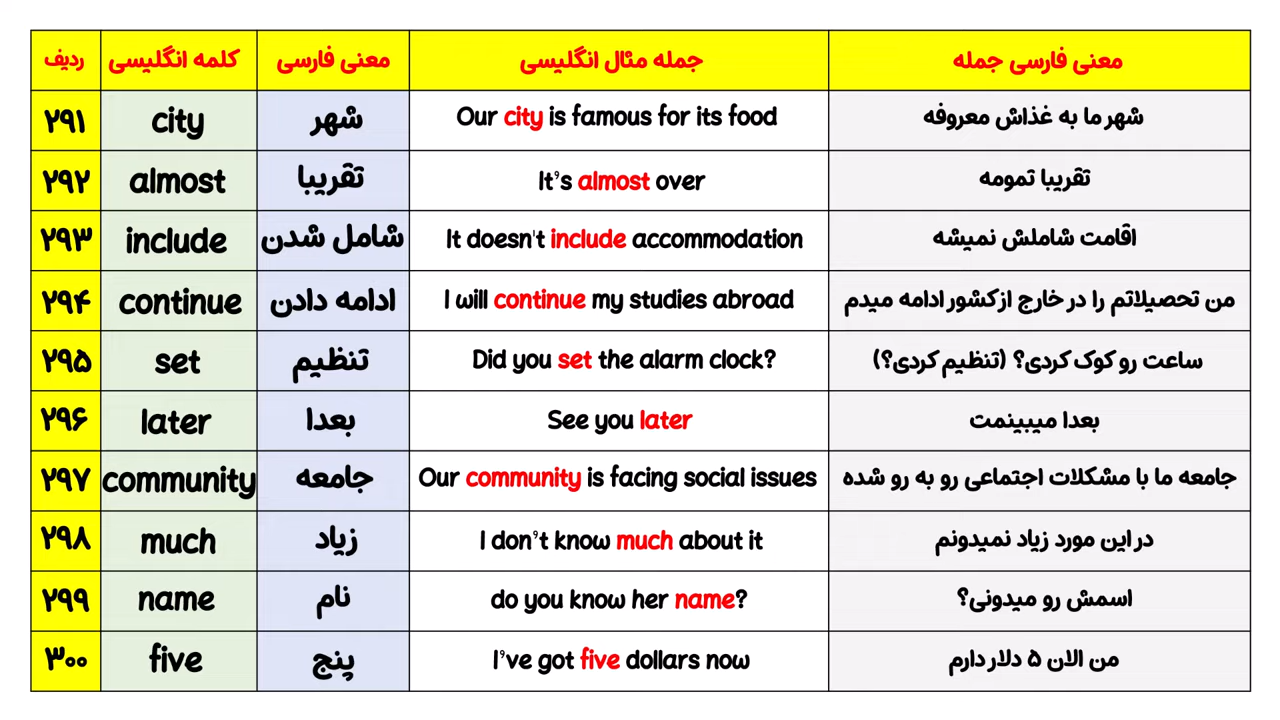 ردیف کلمه انگلیسی معنی فارسی جمله مثال انگلیسی معنی فارسی جمله
۲۹۱ city شهر Our city is famous for its food شهر ما به غذاش معروفه
۲۹۲ almost تقریبا It's almost over تقریبا تمومه
۲۹۳ include شامل شدن It doesn't include accommodation اقامت شاملش نمیشه
۲۹۴ continue ادامه دادن I will continue my studies abroad من تحصیلاتم را در خارج از کشور ادامه میدم
۲۹۵ set تنظیم Did you set the alarm clock? ساعت رو کوک کردی؟ (تنظیم کردی؟)
۲۹۶ later بعدا See you later بعدا میبینمت
۲۹۷ community جامعه Our community is facing social issues جامعه ما با مشکلات اجتماعی رو به رو شده
۲۹۸ much زیاد I don't know much about it در این مورد زیاد نمیدونم
۲۹۹ name نام do you know her name? اسمش رو میدونی؟
۳۰۰ five پنج I've got five dollars now من الان ۵ دلار دارم